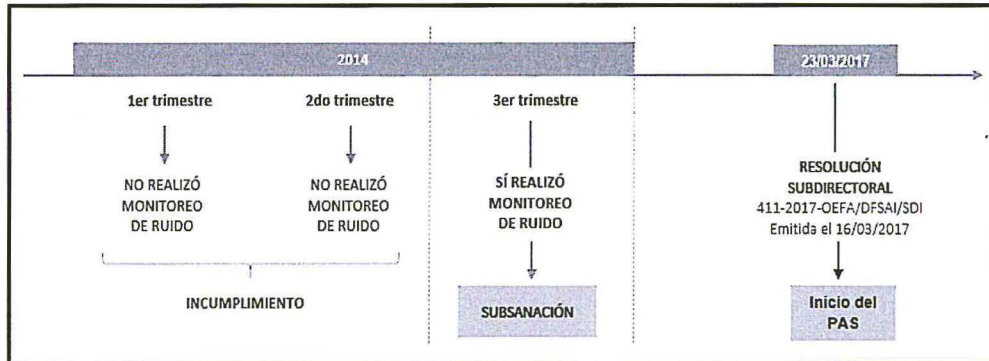 2014
23/03/2017
1er trimestre
2do trimestre
3er trimestre
NO REALIZÓ
MONITOREO
DE RUIDO
NO REALIZÓ
MONITOREO
DE RUIDO
SÍ REALIZÓ
MONITOREO
DE RUIDO
RESOLUCIÓN
SUBDIRECTORAL
411-2017-OEFA/DFSAI/SDI
Emitida el 16/03/2017
INCUMPLIMIENTO
SUBSANACIÓN
Inicio del
PAS